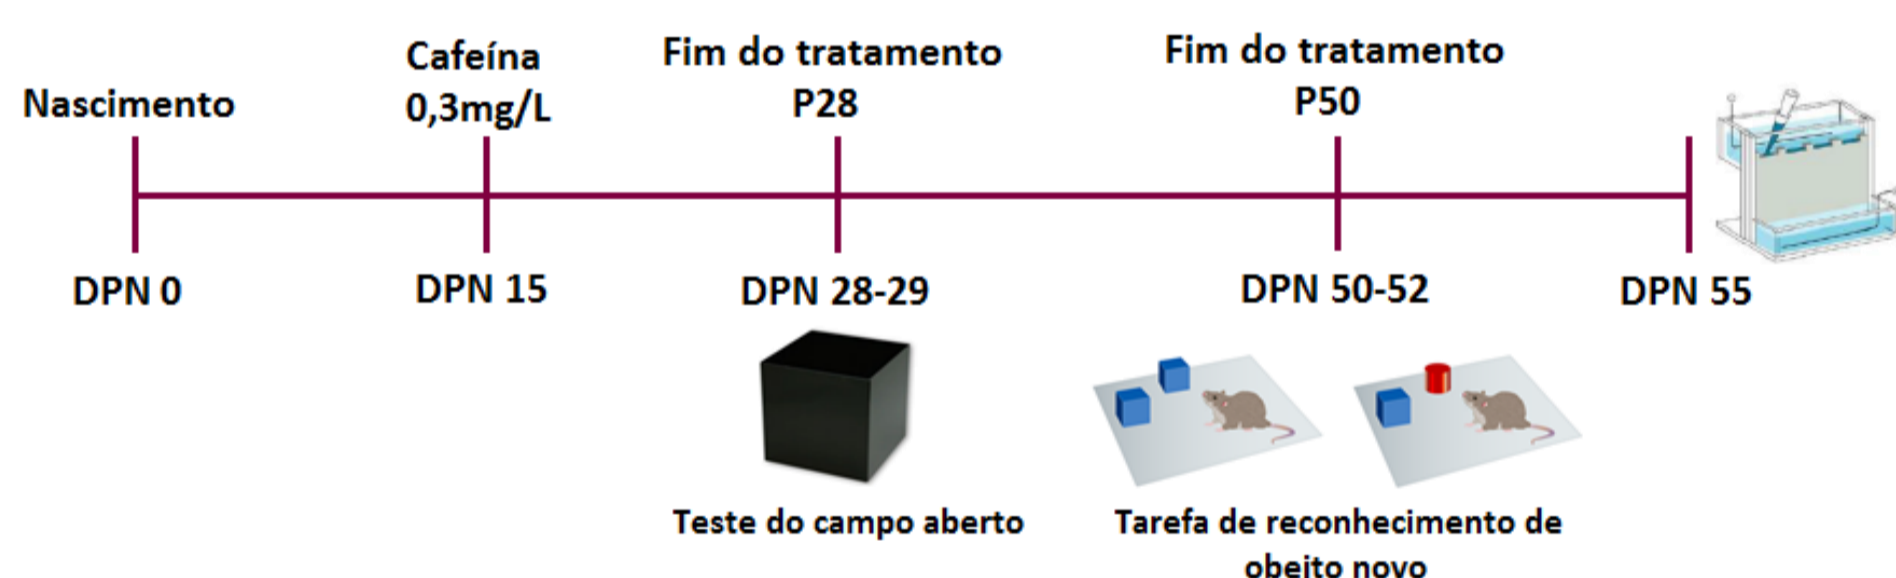 Nascimento
Cafeína
0,3mg/L
Fim do tratamento
P28
Fim do tratamento
P50
DPN 0
DPN 15
DPN 28-29
DPN 50-52
DPN 55
Teste do campo aberto
Tarefa de reconhecimento de
obeito novo